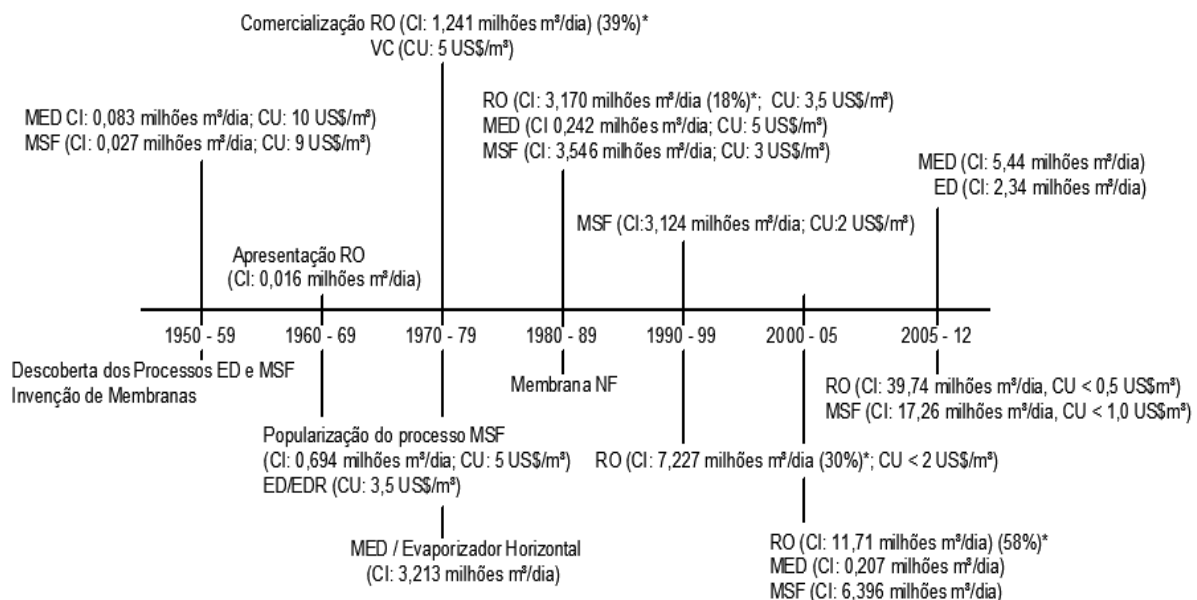 Comercialização RO (CI: 1,241 milhões m³/dia) (39%)*
VC (CU: 5 US$/m³)
MED CI: 0,083 milhões m³/dia; CU: 10 US$/m³)
MSF (CI: 0,027 milhões m³/dia; CU: 9 US$/m³)
RO (CI: 3,170 milhões m³/dia (18%)*; CU: 3,5 US$/m³)
MED (CI 0,242 milhões m³/dia; CU: 5 US$/m³)
MSF (CI: 3,546 milhões m³/dia; CU: 3 US$/m³)
MED (CI: 5,44 milhões m³/dia)
ED (CI: 2,34 milhões m³/dia)
MSF (CI:3,124 milhões m³/dia; CU:2 US$/m³)
Apresentação RO
(CI: 0,016 milhões m³/dia)
1950 - 59
1960 - 69
1970 - 79
1980 - 89
1990 - 99
2000 - 05
2005 - 12
Descoberta dos Processos ED e MSF
Invenção de Membranas
Membrana NF
RO (CI: 39,74 milhões m³/dia, CU < 0,5 US$m³)
MSF (CI: 17,26 milhões m³/dia, CU < 1,0 US$m³)
Popularização do processo MSF
(CI: 0,694 milhões m³/dia; CU: 5 US$/m³)
ED/EDR (CU: 3,5 US$/m³)
RO (CI: 7,227 milhões m³/dia (30%)*; CU < 2 US$/m³)
MED / Evaporizador Horizontal
(CI: 3,213 milhões m³/dia)
RO (CI: 11,71 milhões m³/dia) (58%)*
MED (CI: 0,207 milhões m³/dia)
MSF (CI: 6,396 milhões m³/dia)